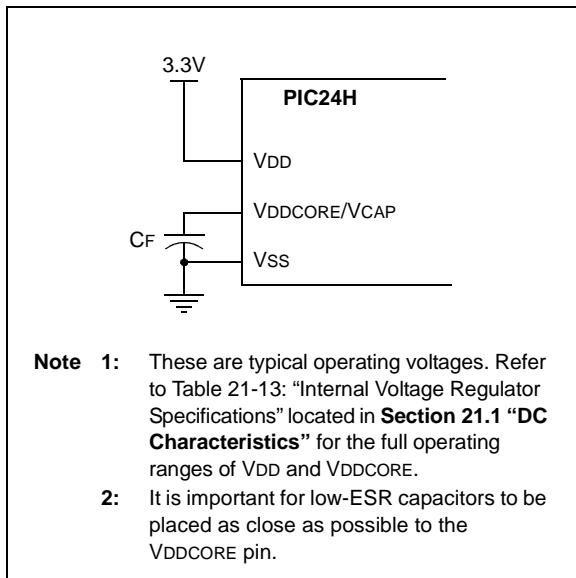 3.3V
PIC24H
VDD
VDDCORE/VCAP
CF
VSS
Note 1: These are typical operating voltages. Refer
to Table 21-13: “Internal Voltage Regulator
Specifications” located in Section 21.1 “DC
Characteristics” for the full operating
ranges of VDD and VDDCORE.
2: It is important for low-ESR capacitors to be
placed as close as possible to the
VDDCORE pin.